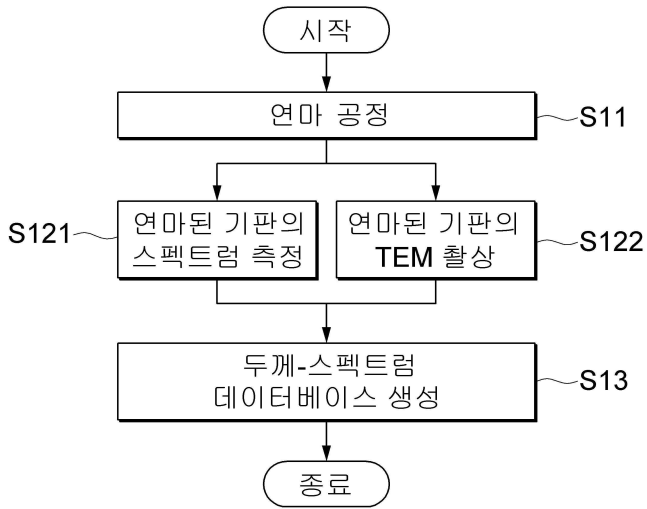 시작
연마 공정
S11
S121
연마된 기판의
스펙트럼 측정
연마된 기판의
TEM 촬상
S122
두께-스펙트럼
데이터베이스 생성
S13
종료